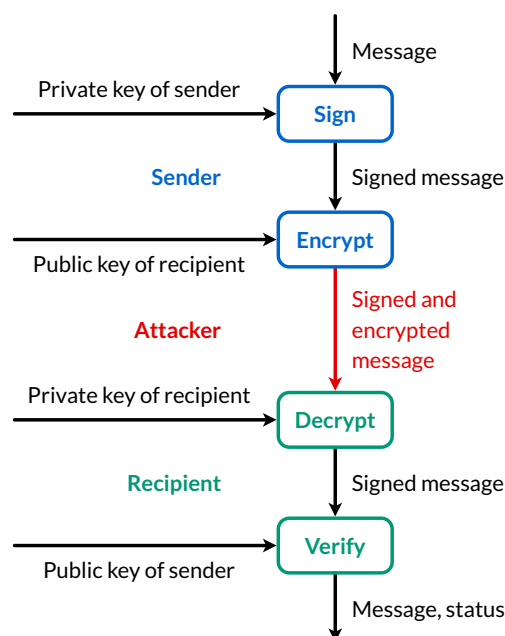 Message
Private key of sender
Sign
Sender
Signed message
Encrypt
Public key of recipient
Signed and
encrypted
message
Attacker
Private key of recipient
Decrypt
Recipient
Signed message
Verify
Public key of sender
Message, status